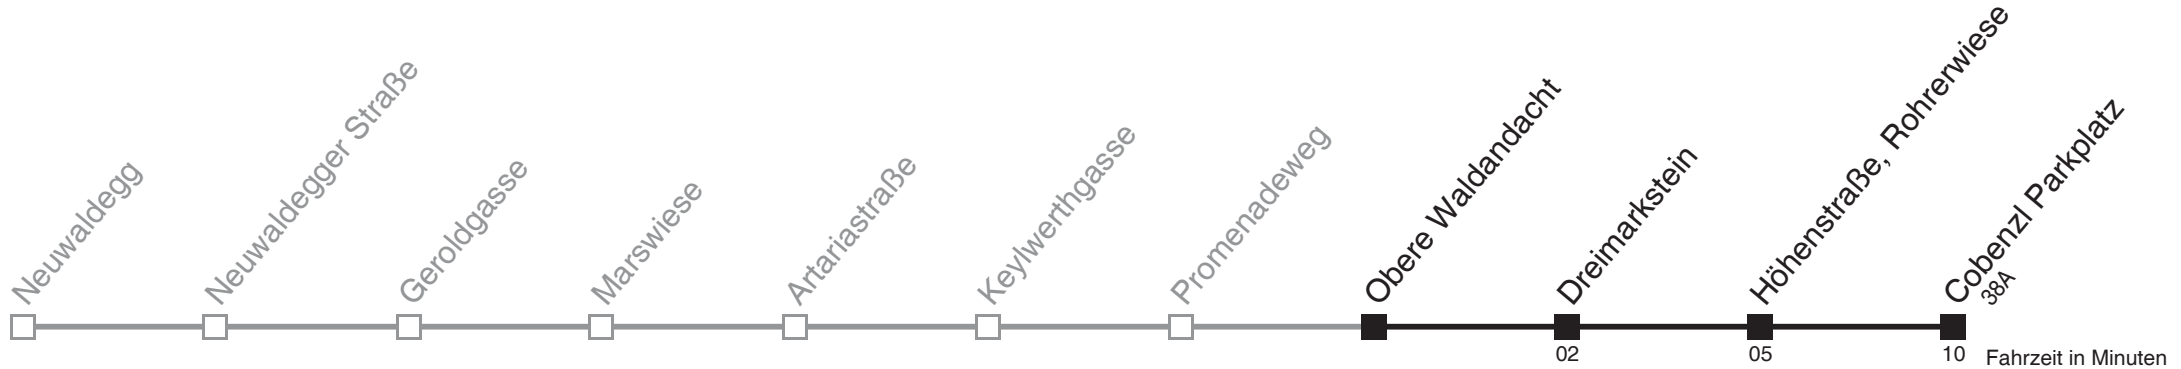 Neuwaldegg
Neuwaldegger Straße
Geroldgasse
Marswiese
Artariastraße
Keylwerthgasse
Promenadeweg
Obere Waldandacht
Dreimarkstein
Höhenstraße, Rohrerwiese
Cobenzl Parkplatz
38A
02
05
10
Fahrzeit in Minuten